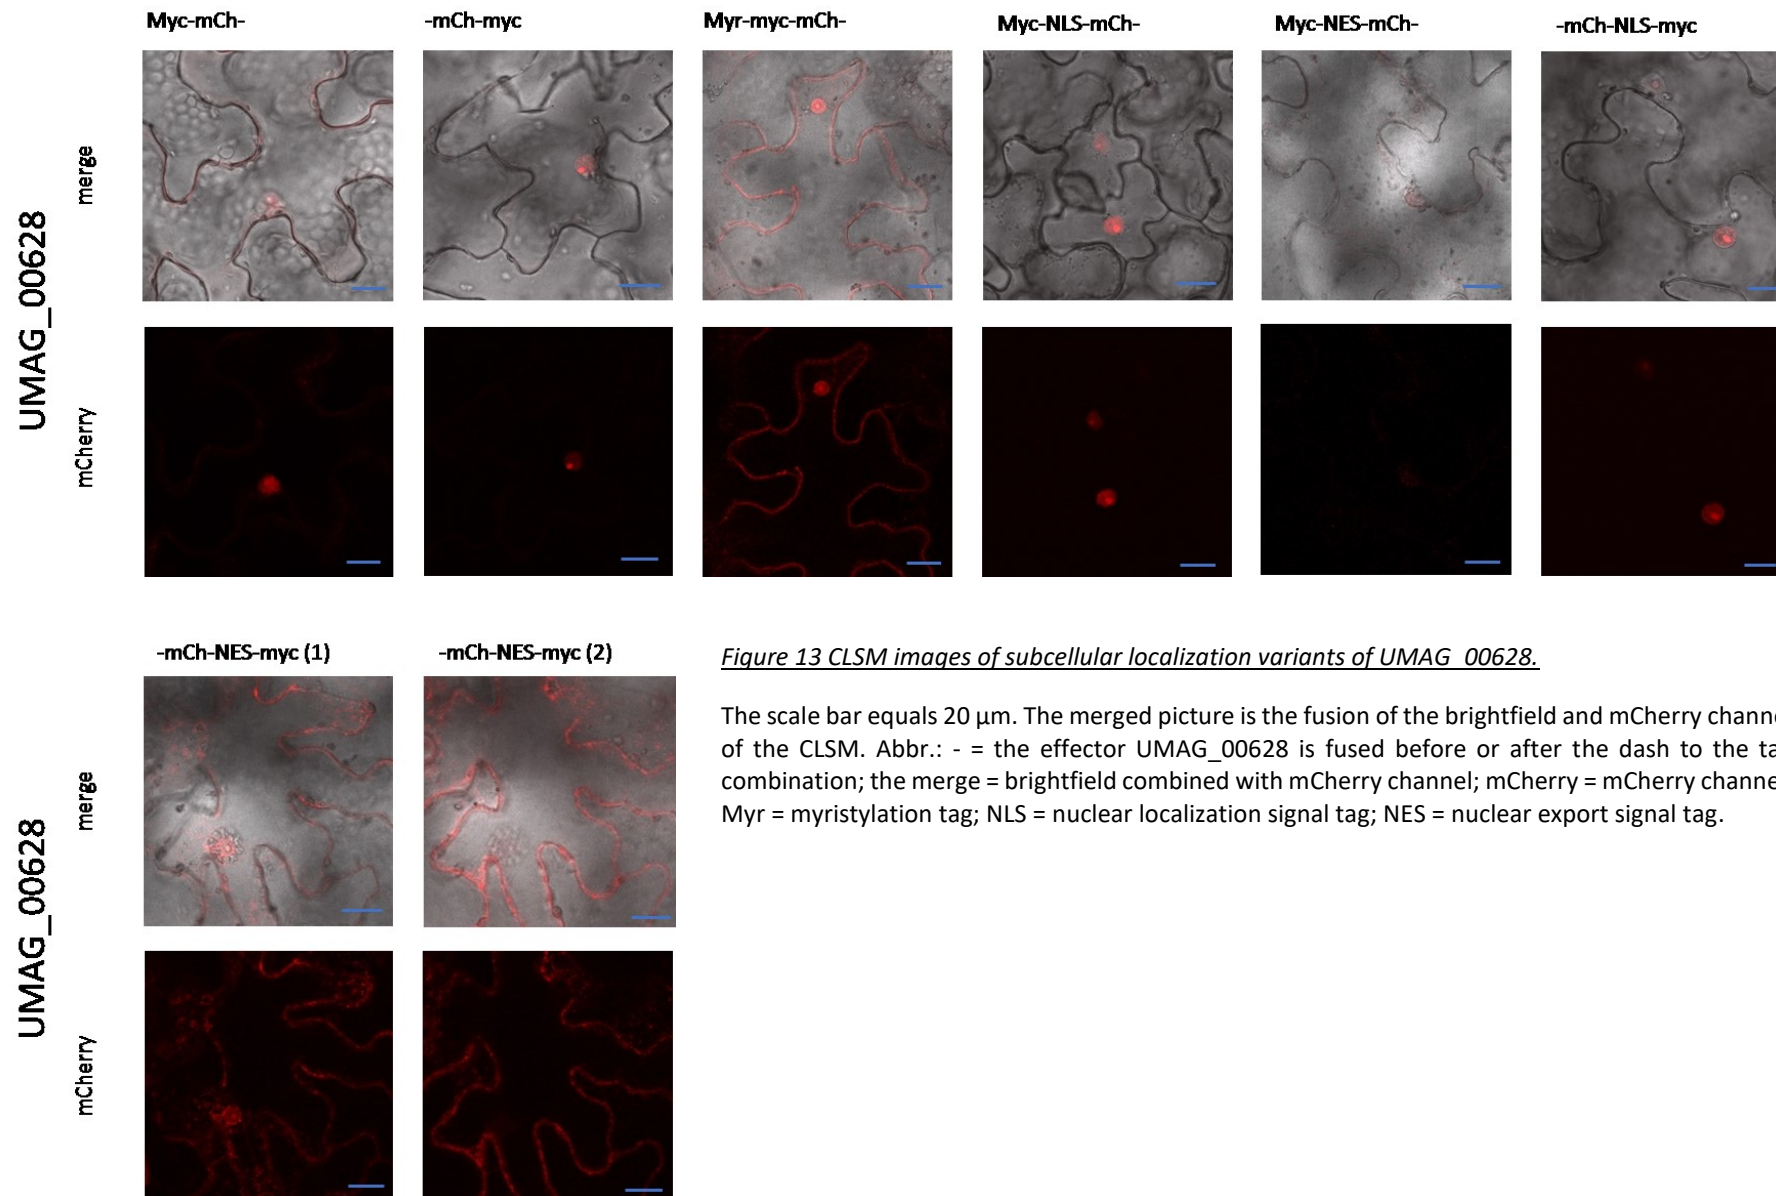 Myc-mCh-
-mCh-myc
Myr-myc-mCh-
Myc-NLS-mCh-
Myc-NES-mCh-
-mCh-NLS-myc
UMAG_00628
merge
mCherry
-mCh-NES-myc (1)
-mCh-NES-myc (2)
UMAG_00628
merge
mCherry
Figure 13 CLSM images of subcellular localization variants of UMAG_00628.
The scale bar equals 20 µm. The merged picture is the fusion of the brightfield and mCherry channe
of the CLSM. Abbr.: - = the effector UMAG_00628 is fused before or after the dash to the ta
combination; the merge = brightfield combined with mCherry channel; mCherry = mCherry channe
Myr = myristylation tag; NLS = nuclear localization signal tag; NES = nuclear export signal tag.